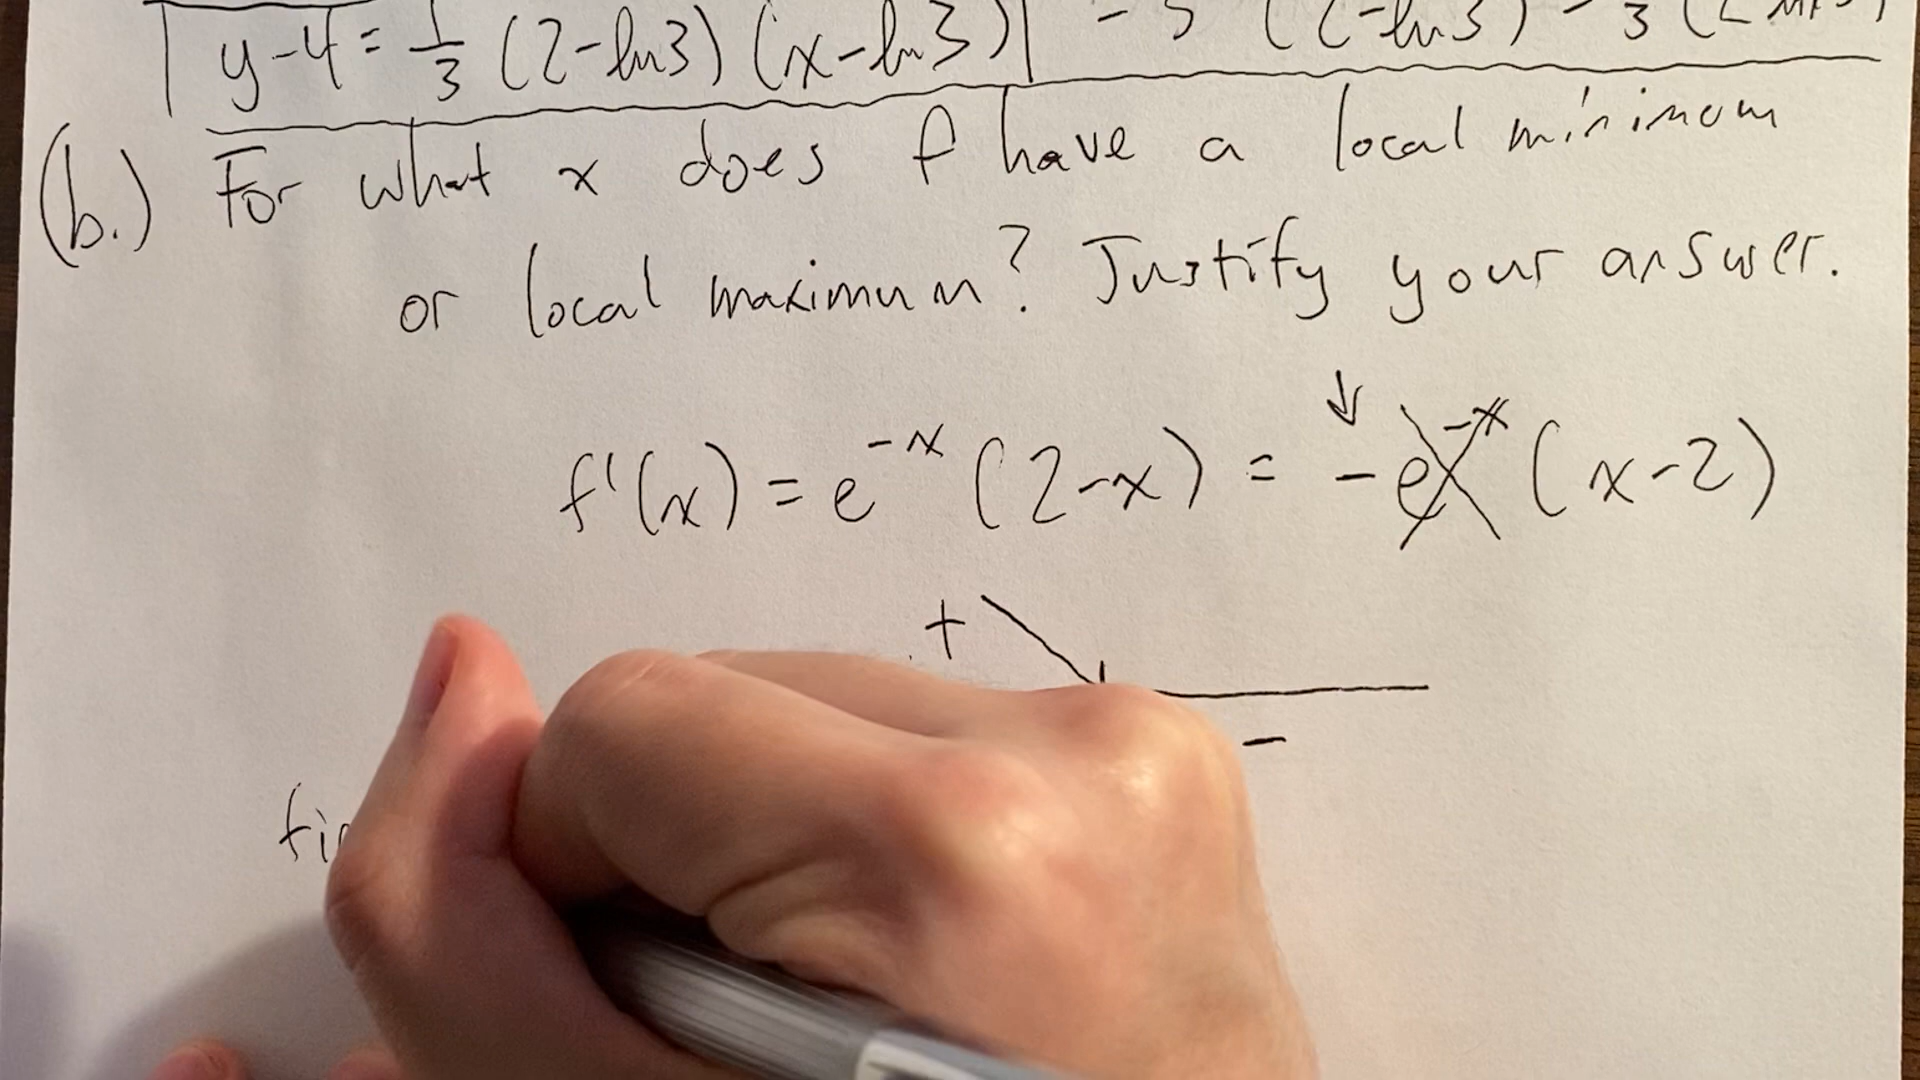 y-4 = 1/3 (2-ln3)(x-ln3)
(b.) For what x does f have a local minimum
or local maximum? Justify your answer.
f'(x) = e^{-x} (2-x) = -e^{-x} (x-2)
+
-